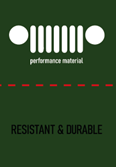 performance material
RESISTANT & DURABLE